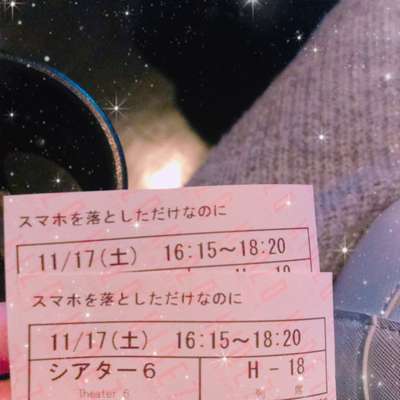 スマホを落としただけなのに
11/17(土) 16:15～18:20
スマホを落としただけなのに
11/17(土) 16:15～18:20
シアター6 H - 18
Theater 6 列 席